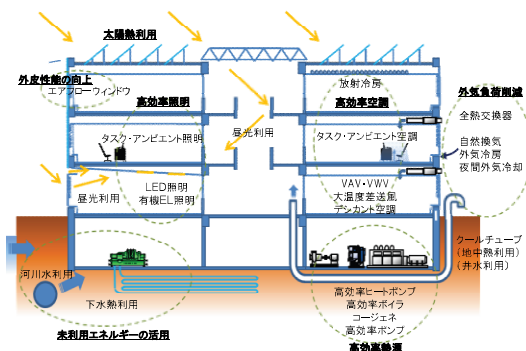 太陽熱利用
外皮性能の向上
エアフローウィンドウ
高効率照明
タスク・アンビエント照明
昼光利用
放射冷房
高効率空調
タスク・アンビエント空調
外気負荷削減
全熱交換器
自然換気
外気冷房
夜間外気冷却
昼光利用
LED照明
有機EL照明
VAV・VWV
大温度差送風
デシカント空調
クールチューブ
(地中熱利用)
(井水利用)
河川水利用
下水熱利用
未利用エネルギーの活用
高効率ヒートポンプ
高効率ボイラ
コージェネ
高効率ポンプ
高効率熱源